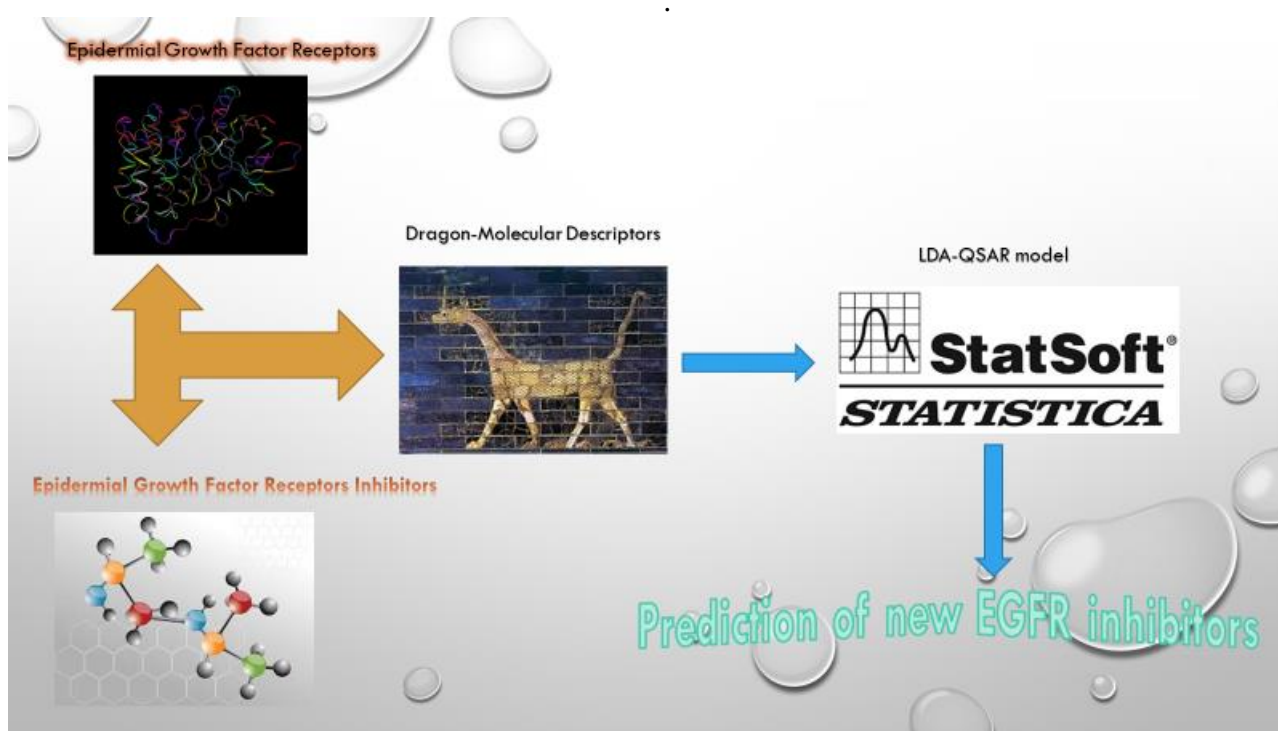 .
Epidermial Growth Factor Receptors
Dragon-Molecular Descriptors
LDA-QSAR model
StatSoft®
STATISTICA
Epidermial Growth Factor Receptors Inhibitors
Prediction of new EGFR inhibitors